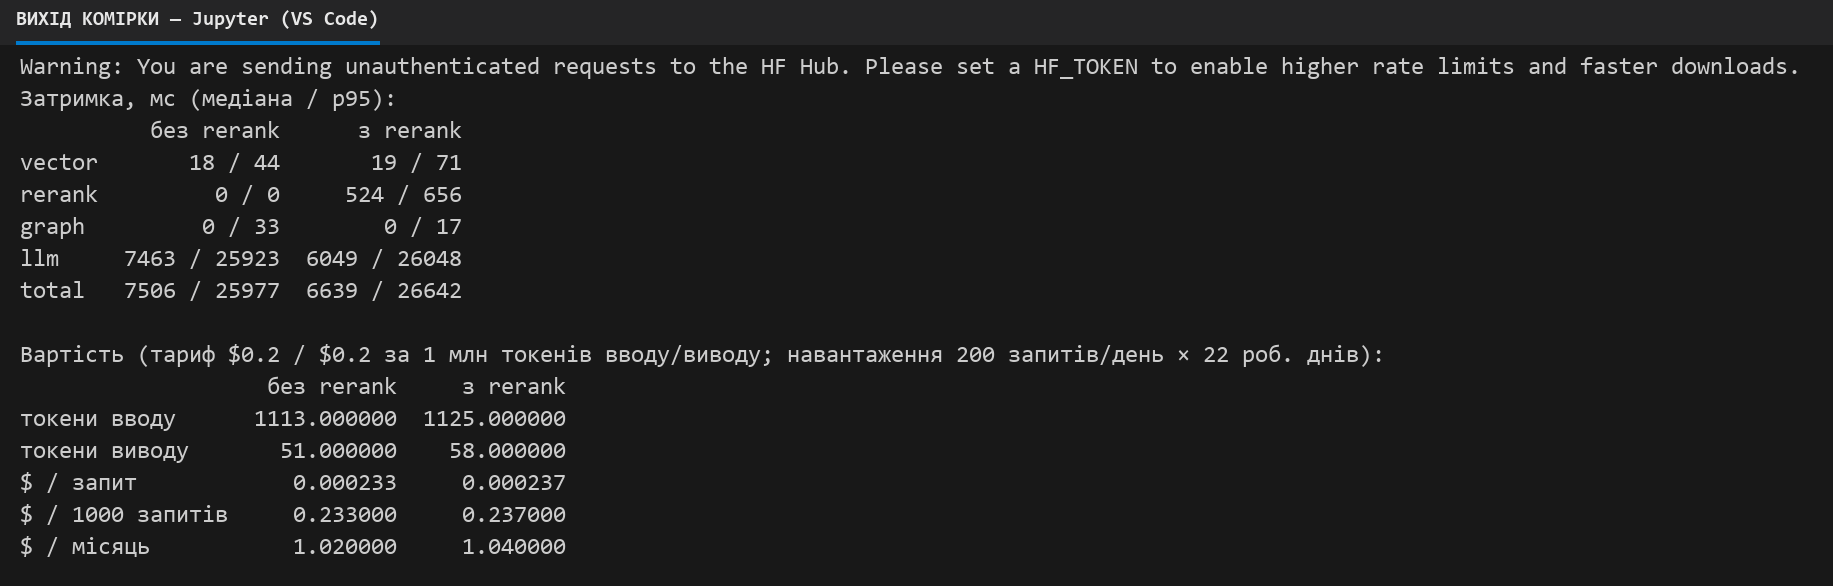 ВИХІД КОМІРКИ — Jupyter (VS Code)
Warning: You are sending unauthenticated requests to the HF Hub. Please set a HF_TOKEN to enable higher rate limits and faster downloads.
Затримка, мс (медіана / p95):
без rerank з rerank
vector 18 / 44 19 / 71
rerank 0 / 0 524 / 656
graph 0 / 33 0 / 17
llm 7463 / 25923 6049 / 26048
total 7506 / 25977 6639 / 26642
Вартість (тариф $0.2 / $0.2 за 1 млн токенів вводу/виводу; навантаження 200 запитів/день × 22 роб. днів):
без rerank з rerank
токени вводу 1113.000000 1125.000000
токени виводу 51.000000 58.000000
$ / запит 0.000233 0.000237
$ / 1000 запитів 0.233000 0.237000
$ / місяць 1.020000 1.040000